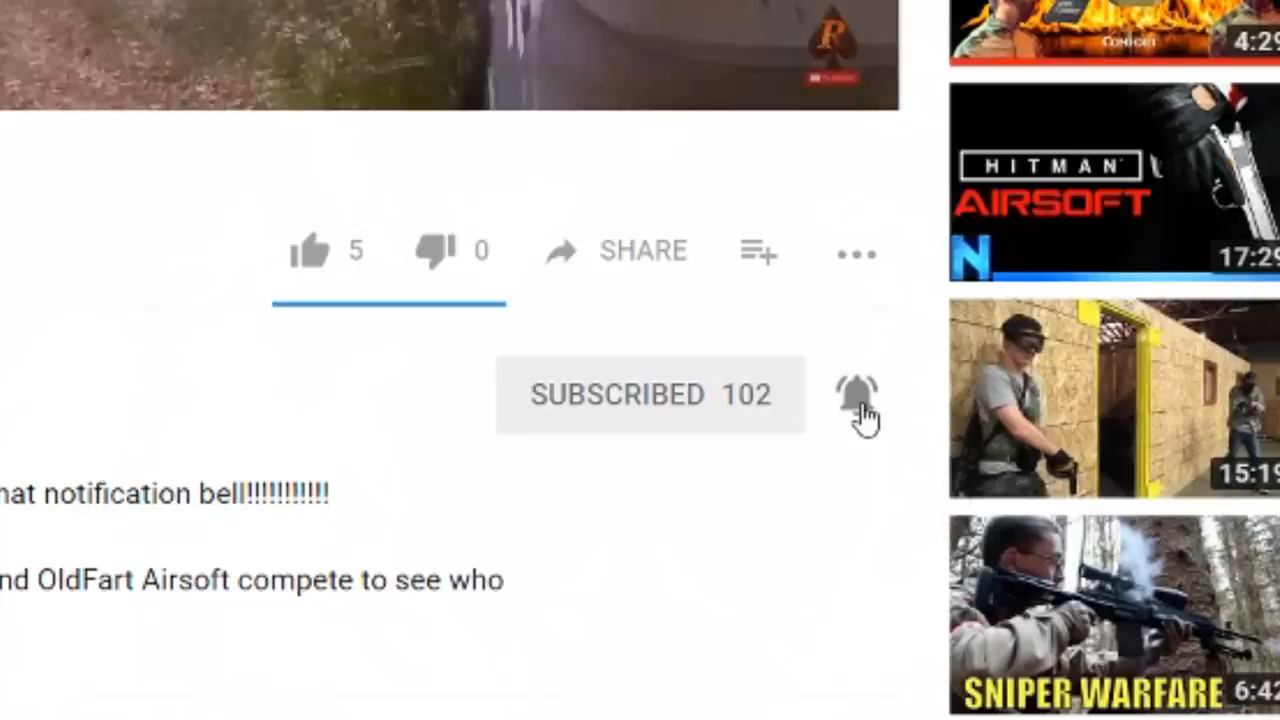 P
COMFORT
4:29
HITMAN
AIRSOFT
N
17:29
5
0
SHARE
SUBSCRIBED 102
15:19
hat notification bell!!!!!!!!!!!
nd OldFart Airsoft compete to see who
SNIPER WARFARE
6:42